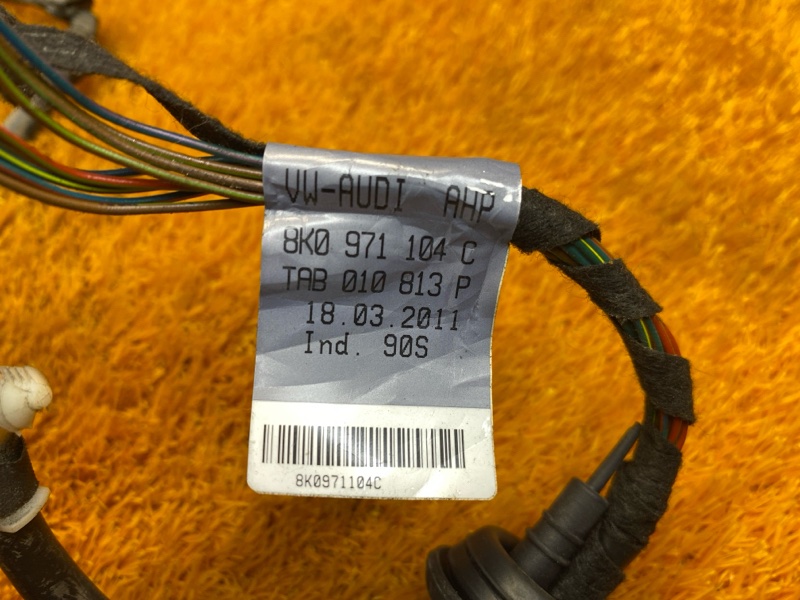 VW-AUDI AHP
8K0 971 104 C
TAB 010 813 P
18.03.2011
Ind. 90S
8K0971104C